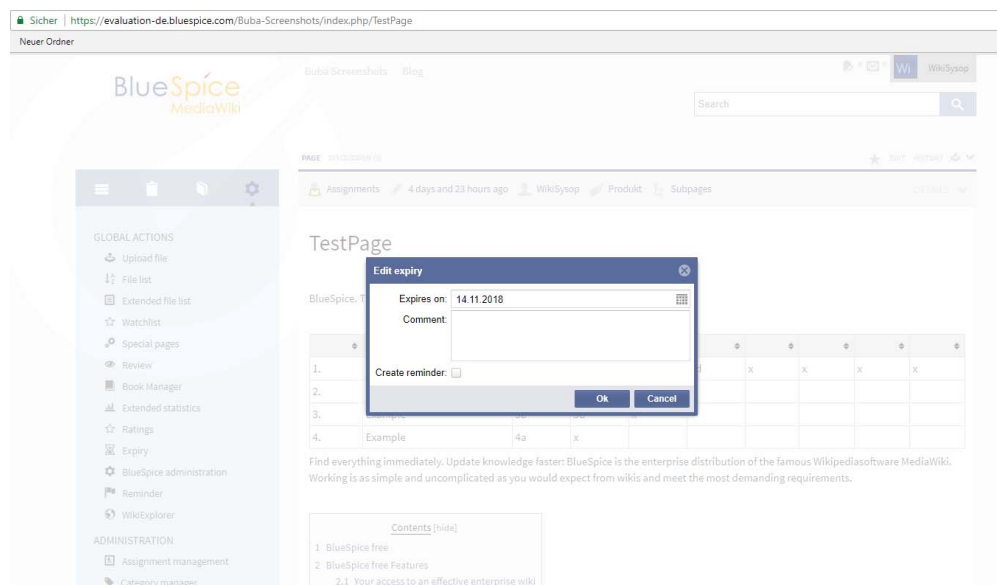 Sicher | https://evaluation-de.bluespice.com/Buba-Screenshots/index.php/TestPage
Neuer Ordner
BlueSpice
MediaWiki
Buba Screenshots Blog
Wi WikiSysop
Search
PAGE DISCUSSION (0)
EDIT HISTORY
Assignments 4 days and 23 hours ago WikiSysop Produkt Subpages
GLOBAL ACTIONS
Upload file
File list
Extended file list
Watchlist
Special pages
Review
Book Manager
Extended statistics
Ratings
Expiry
BlueSpice administration
Reminder
WikiExplorer
ADMINISTRATION
Assignment management
Category manager
TestPage
Edit expiry
Expires on: 14.11.2018
Comment:
Create reminder:
Ok Cancel
BlueSpice. T
1. x x x x
2.
3. Example
4. Example 4a x
Find everything immediately. Update knowledge faster: BlueSpice is the enterprise distribution of the famous Wikipediasoftware MediaWiki.
Working is as simple and uncomplicated as you would expect from wikis and meet the most demanding requirements.
Contents [hide]
1 BlueSpice free
2 BlueSpice free Features
2.1 Your access to an effective enterprise wiki